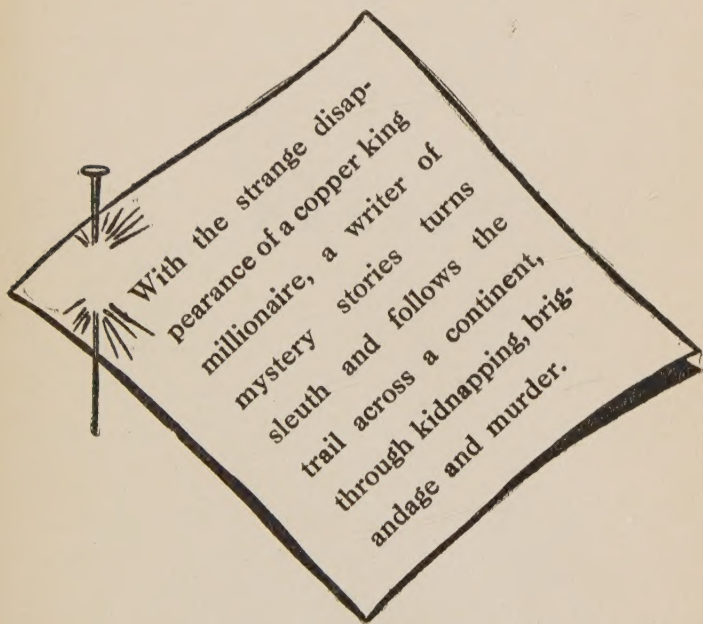 With the strange disap-
pearance of a copper king
millionaire, a writer of
mystery stories turns
sleuth and follows the
trail across a continent,
through kidnapping, brig-
andage and murder.